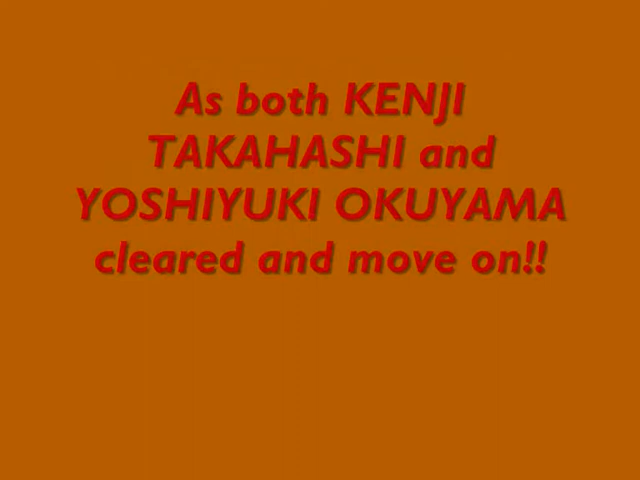 As both KENJI
TAKAHASHI and
YOSHIYUKI OKUYAMA
cleared and move on!!